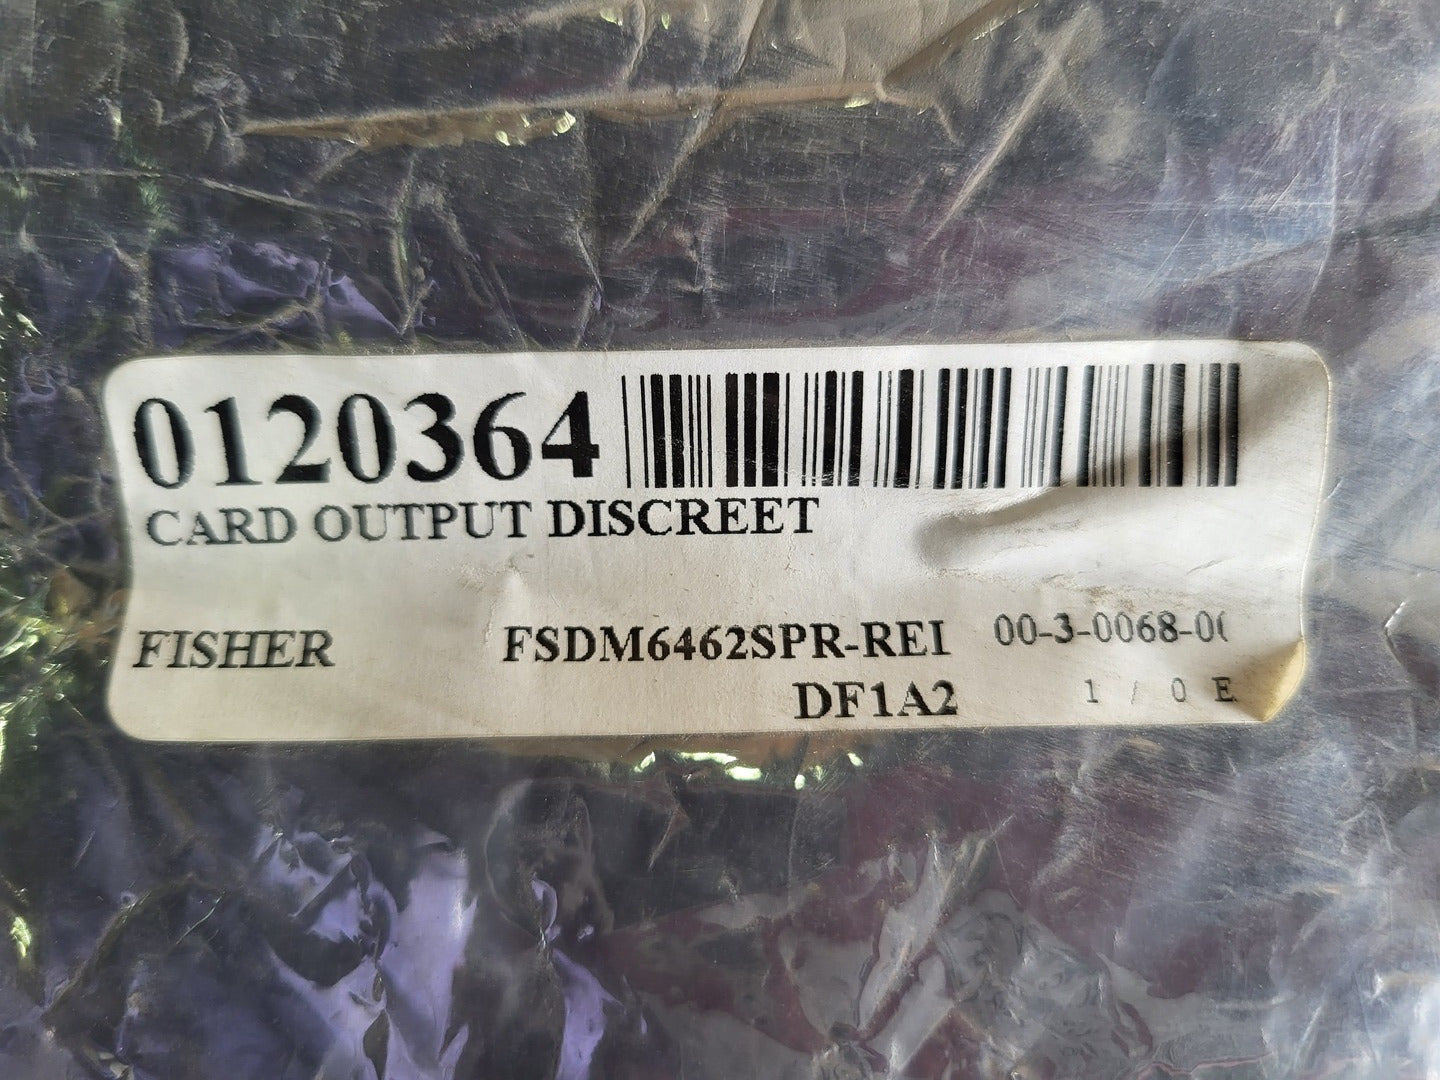 0120364
CARD OUTPUT DISCREET
FISHER FSDM6462SPR-REI 00-3-0068-0
DF1A2 1 / 0 E